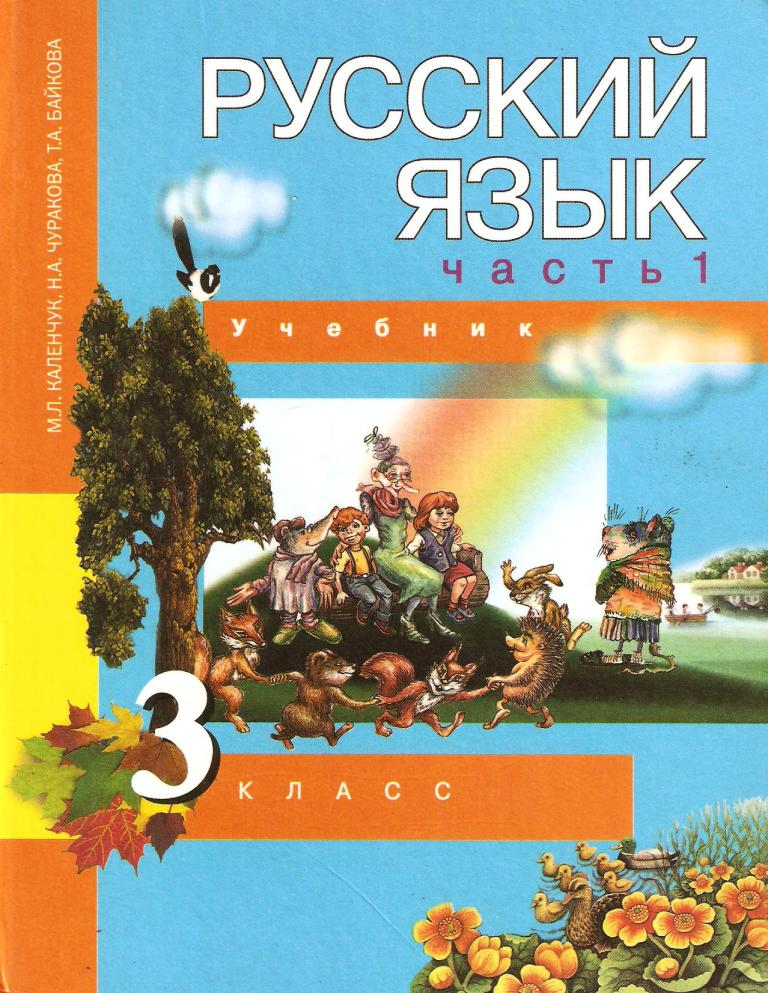 М.Л. КАЛЕНЧУК, Н.А. ЧУРАКОВА, Т.А. БАЙКОВА
РУССКИЙ
ЯЗЫК
часть 1
Учебник
3
КЛАСС